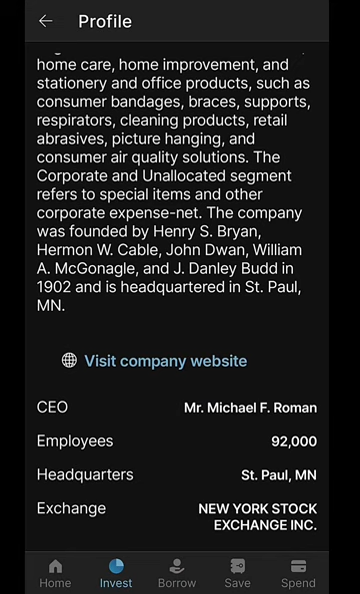 Profile
home care, home improvement, and
stationery and office products, such as
consumer bandages, braces, supports,
respirators, cleaning products, retail
abrasives, picture hanging, and
consumer air quality solutions. The
Corporate and Unallocated segment
refers to special items and other
corporate expense-net. The company
was founded by Henry S. Bryan,
Hermon W. Cable, John Dwan, William
A. McGonagle, and J. Danley Budd in
1902 and is headquartered in St. Paul,
MN.
Visit company website
CEO Mr. Michael F. Roman
Employees 92,000
Headquarters St. Paul, MN
Exchange NEW YORK STOCK
EXCHANGE INC.
Home Invest Borrow Save Spend